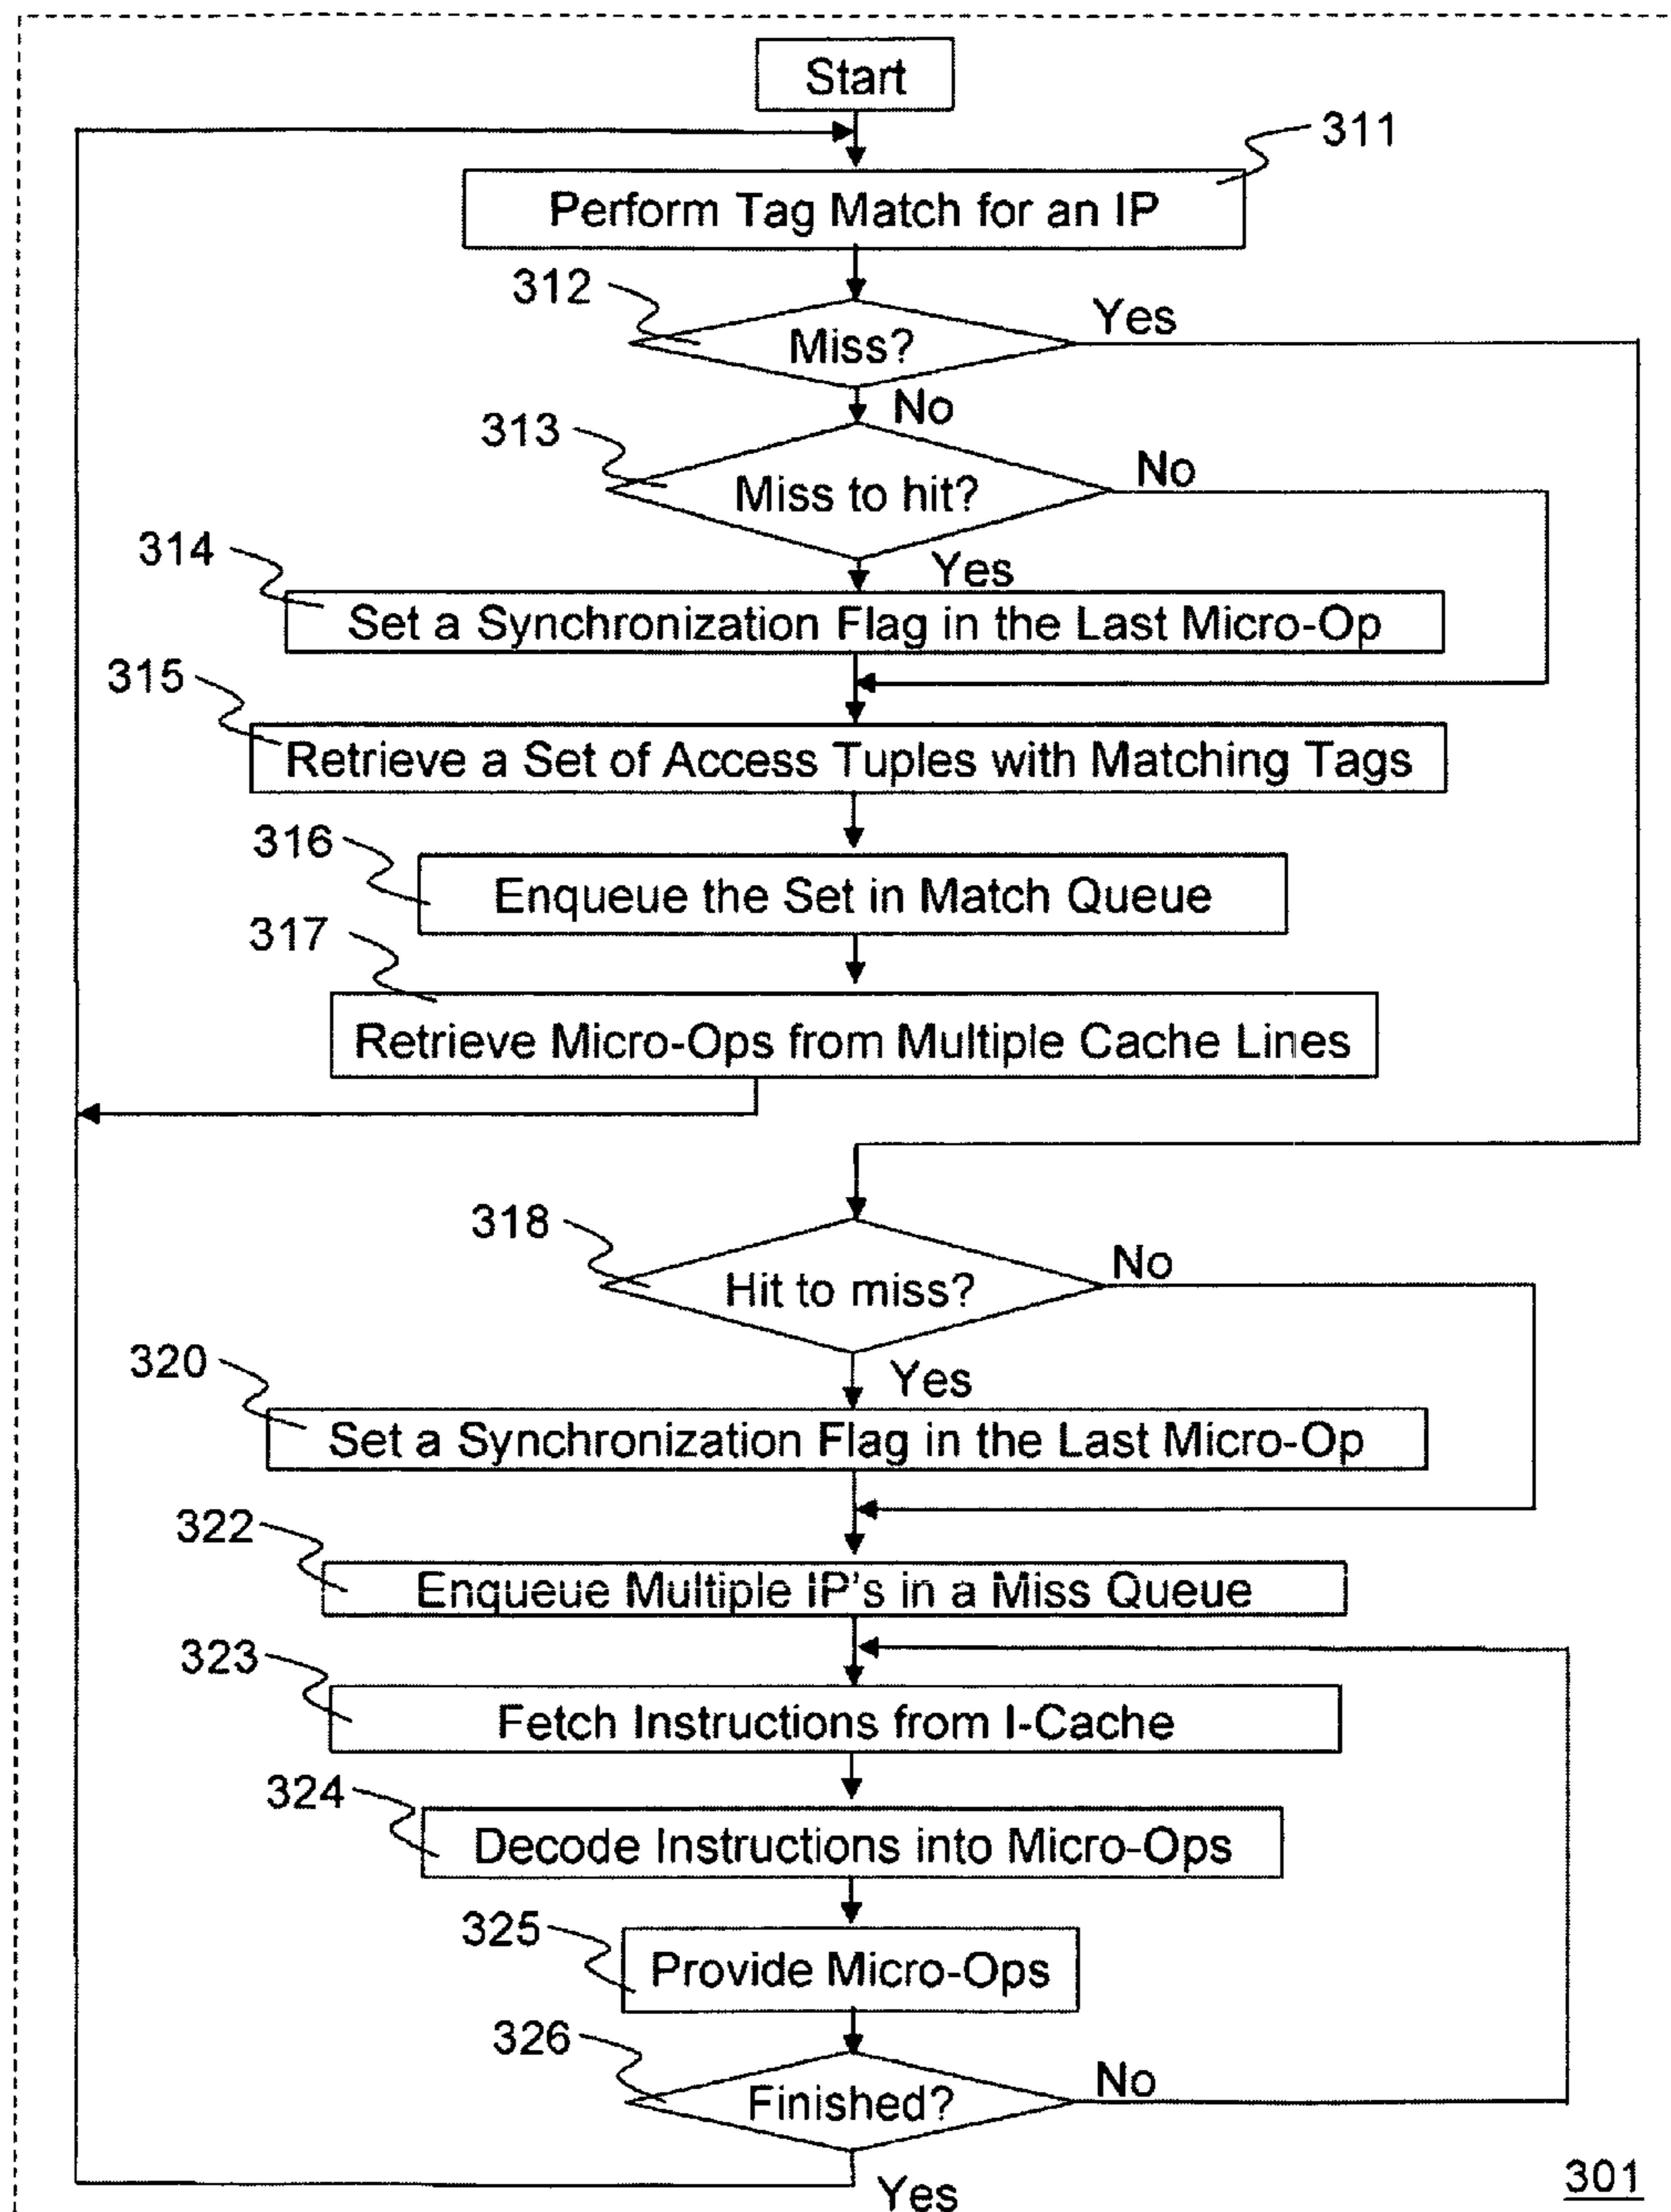 Start
311
Perform Tag Match for an IP
312
Miss?
Yes
No
313
Miss to hit?
No
314
Yes
Set a Synchronization Flag in the Last Micro-Op
315
Retrieve a Set of Access Tuples with Matching Tags
316
Enqueue the Set in Match Queue
317
Retrieve Micro-Ops from Multiple Cache Lines
318
Hit to miss?
No
320
Yes
Set a Synchronization Flag in the Last Micro-Op
322
Enqueue Multiple IP's in a Miss Queue
323
Fetch Instructions from I-Cache
324
Decode Instructions into Micro-Ops
325
Provide Micro-Ops
326
Finished?
No
Yes
301